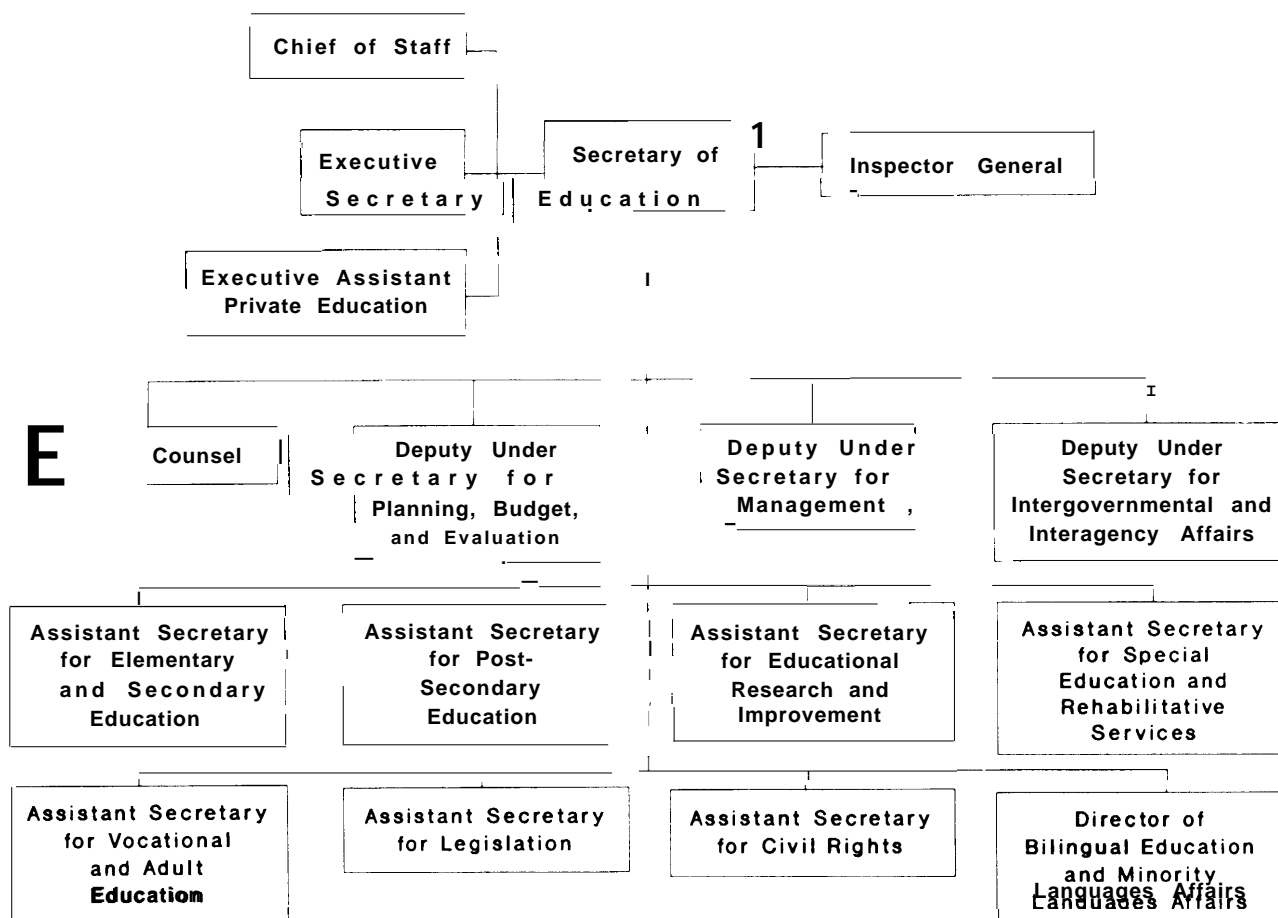 Chief of Staff
Executive
Secretary
Secretary of
Education
1
Inspector General
Executive Assistant
Private Education
E
Counsel
Deputy Under
Secretary for
Planning, Budget,
and Evaluation
Deputy Under
Secretary for
Management ,
Deputy Under
Secretary for
Intergovernmental and
Interagency Affairs
Assistant Secretary
for Elementary
and Secondary
Education
Assistant Secretary
for Post-
Secondary
Education
Assistant Secretary
for Educational
Research and
Improvement
Assistant Secretary
for Special
Education and
Rehabilitative
Services
Assistant Secretary
for Vocational
and Adult
Education
Assistant Secretary
for Legislation
Assistant Secretary
for Civil Rights
Director of
Bilingual Education
and Minority
Languages Affairs